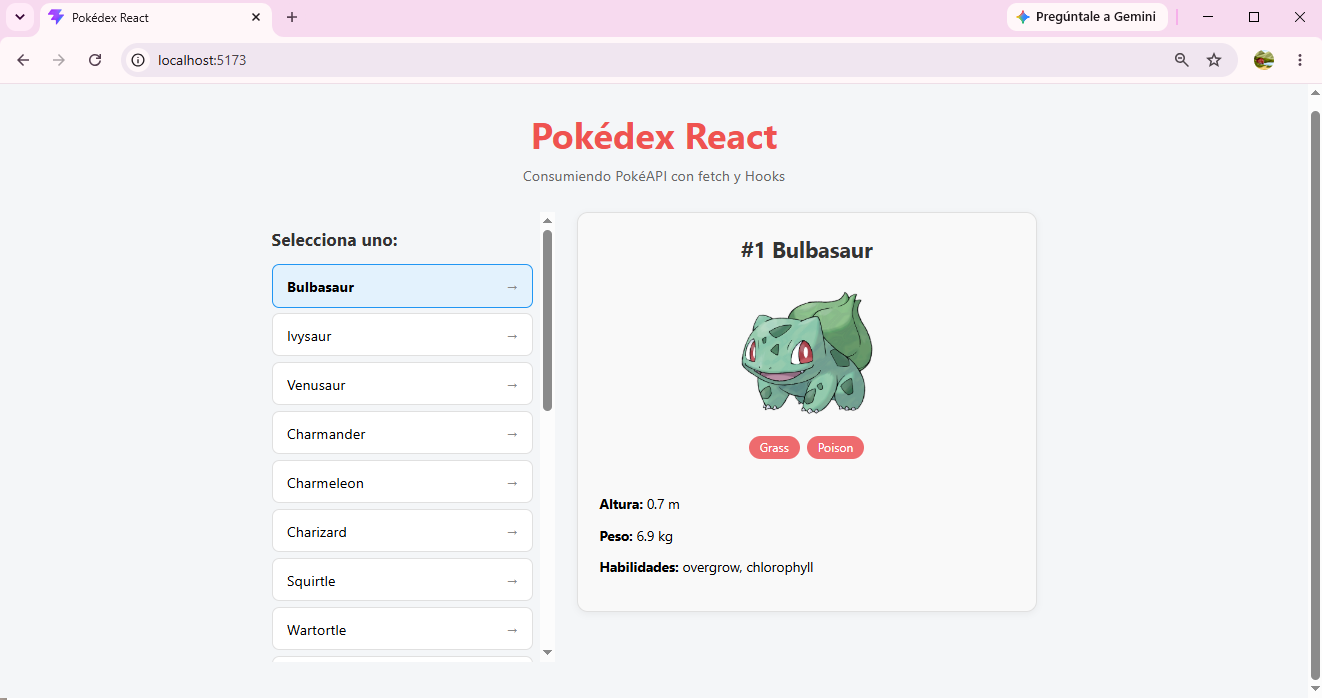 Pokédex React
Pregúntale a Gemini
localhost:5173
Pokédex React
Consumiendo PokéAPI con fetch y Hooks
Selecciona uno:
Bulbasaur →
Ivysaur →
Venusaur →
Charmander →
Charmeleon →
Charizard →
Squirtle →
Wartortle →
#1 Bulbasaur
Grass Poison
Altura: 0.7 m
Peso: 6.9 kg
Habilidades: overgrow, chlorophyll